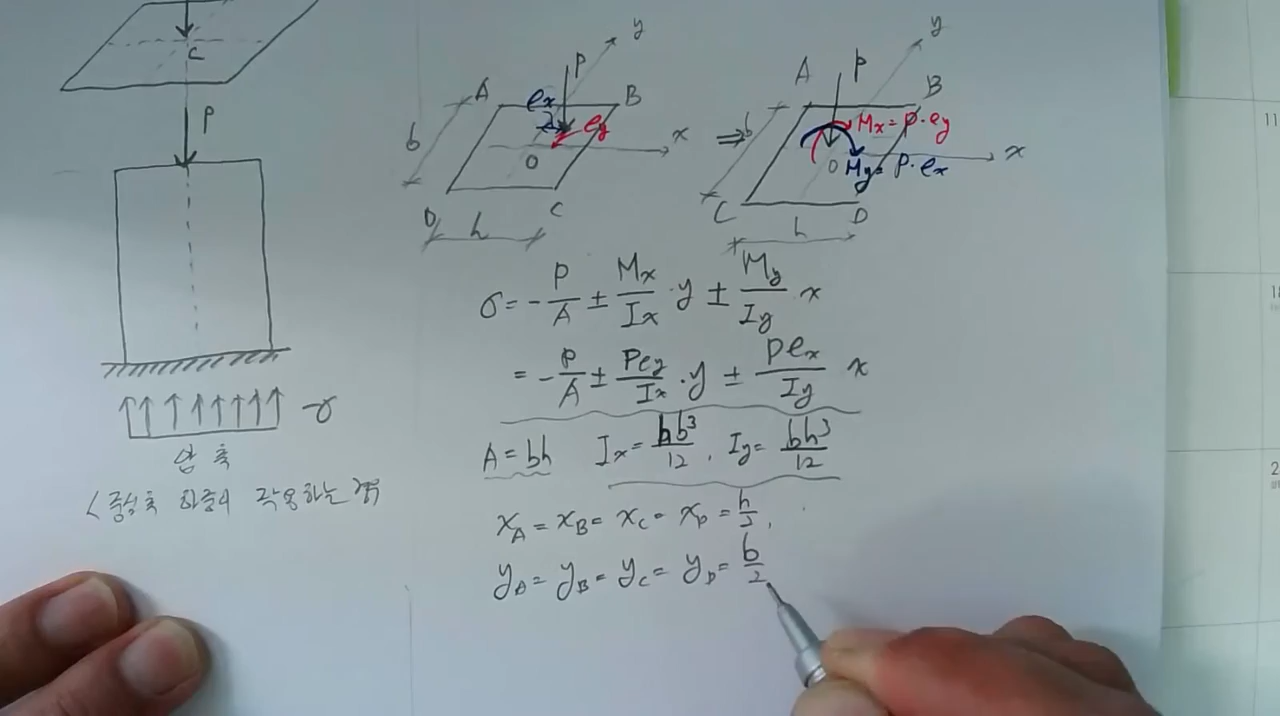 C
P
σ
압축
<중심축 하중이 작용하는 경우
y
P
A
ex
B
ey
b
x
O
D
C
h
⇒
y
A
P
B
Mx = P·ey
b
x
O
My = P·ex
C
D
h
σ = -P/A ± Mx/Ix ·y ± My/Iy x
= -P/A ± Pey/Ix ·y ± Pex/Iy x
A = bh Ix = hb³/12 , Iy = bh³/12
xA = xB = xC = xD = h/2 ,
yA = yB = yC = yD = b/2
11